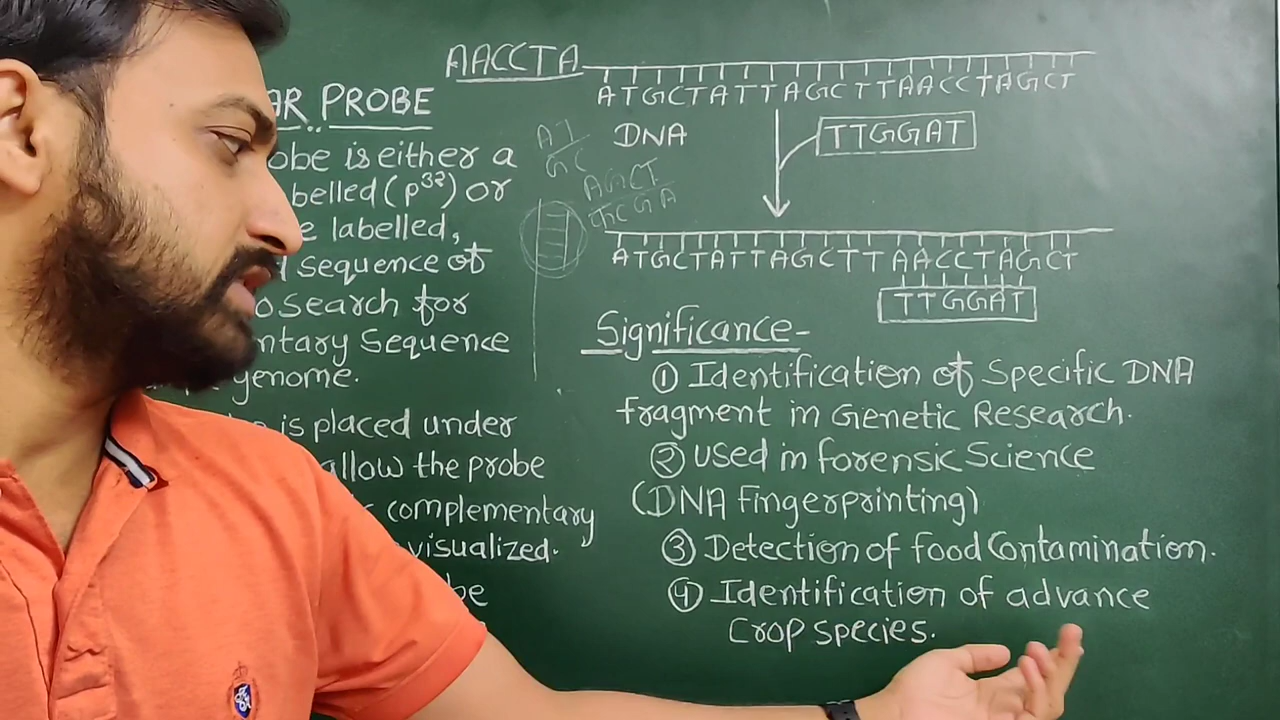 AR PROBE
obe is either a
belled (P32) or
e labelled,
sequence of
o search for
ntary Sequence
genome.
is placed under
allow the probe
complementary
visualized.
be
AACCTA
ATGCTATTAGCTTAACCTAGCT
DNA
TTGGAT
AT
GC
AGCT
GCGA
ATGCTATTAGCTTAACCTAGCT
TTGGAT
Significance-
① Identification of Specific DNA
fragment in Genetic Research.
② Used in forensic Science
(DNA Fingerprinting)
③ Detection of food Contamination.
④ Identification of advance
Crop species.